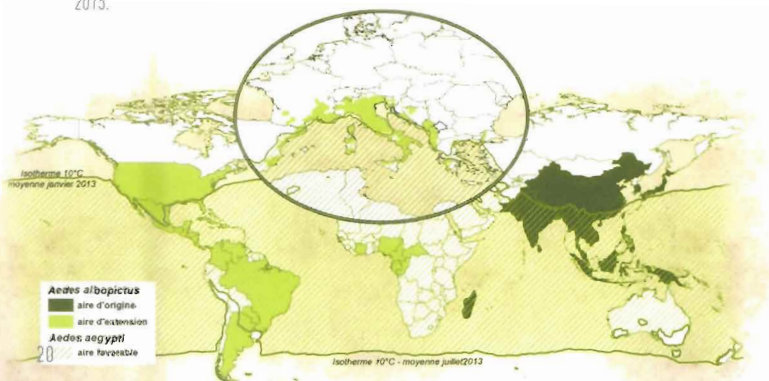 2013.
Isotherme 10°C
moyenne janvier 2013
Aedes albopictus
aire d'origine
aire d'extension
Aedes aegypti
aire favorable
20
Isotherme 10°C - moyenne juillet 2013